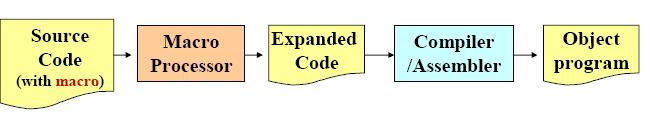 Source
Code
(with macro)
Macro
Processor
Expanded
Code
Compiler
/Assembler
Object
program